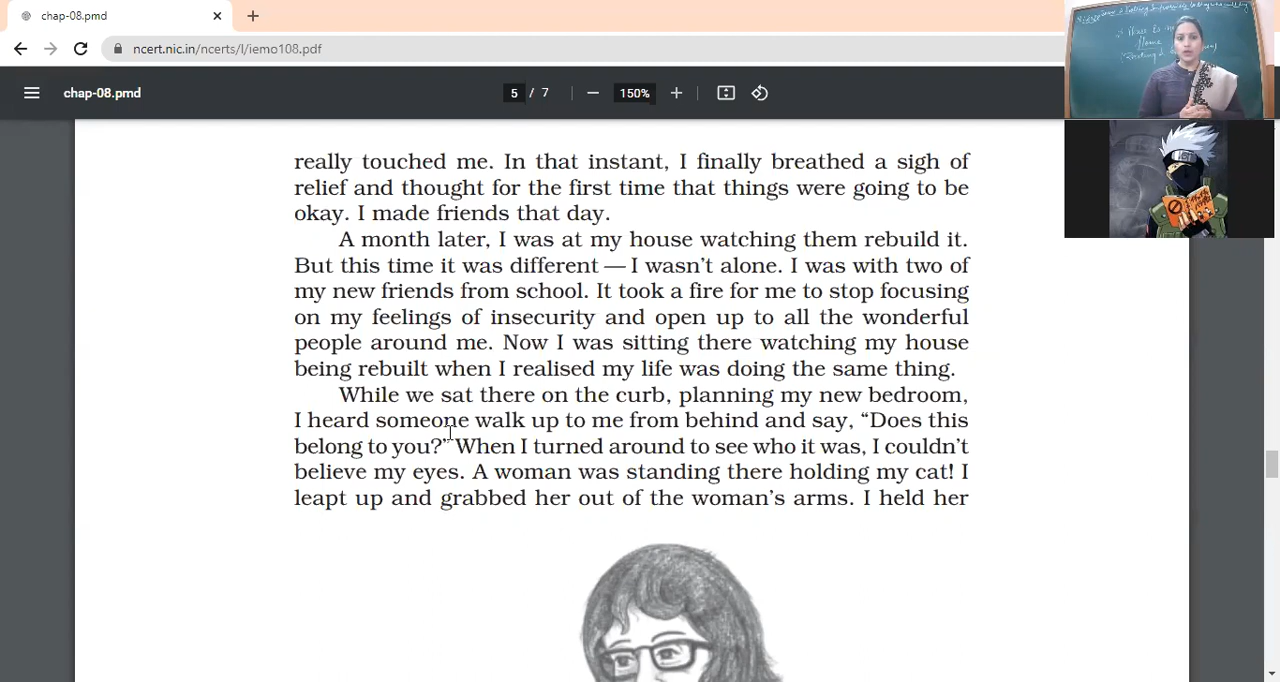 chap-08.pmd
ncert.nic.in/ncerts/l/iemo108.pdf
chap-08.pmd
5 / 7
150%
really touched me. In that instant, I finally breathed a sigh of
relief and thought for the first time that things were going to be
okay. I made friends that day.
A month later, I was at my house watching them rebuild it.
But this time it was different — I wasn't alone. I was with two of
my new friends from school. It took a fire for me to stop focusing
on my feelings of insecurity and open up to all the wonderful
people around me. Now I was sitting there watching my house
being rebuilt when I realised my life was doing the same thing.
While we sat there on the curb, planning my new bedroom,
I heard someone walk up to me from behind and say, “Does this
belong to you?” When I turned around to see who it was, I couldn't
believe my eyes. A woman was standing there holding my cat! I
leapt up and grabbed her out of the woman's arms. I held her